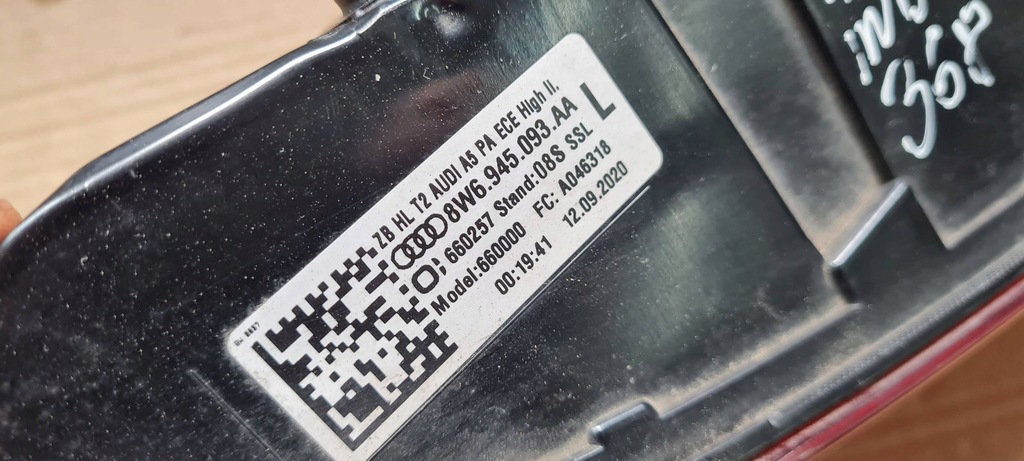 ZB HL T2 AUDI A5 PA ECE High II.
8W6.945.093.AA
L
660257 Stand:08S SSL
Model:660000 FC: A046318
00:19:41 12.09.2020